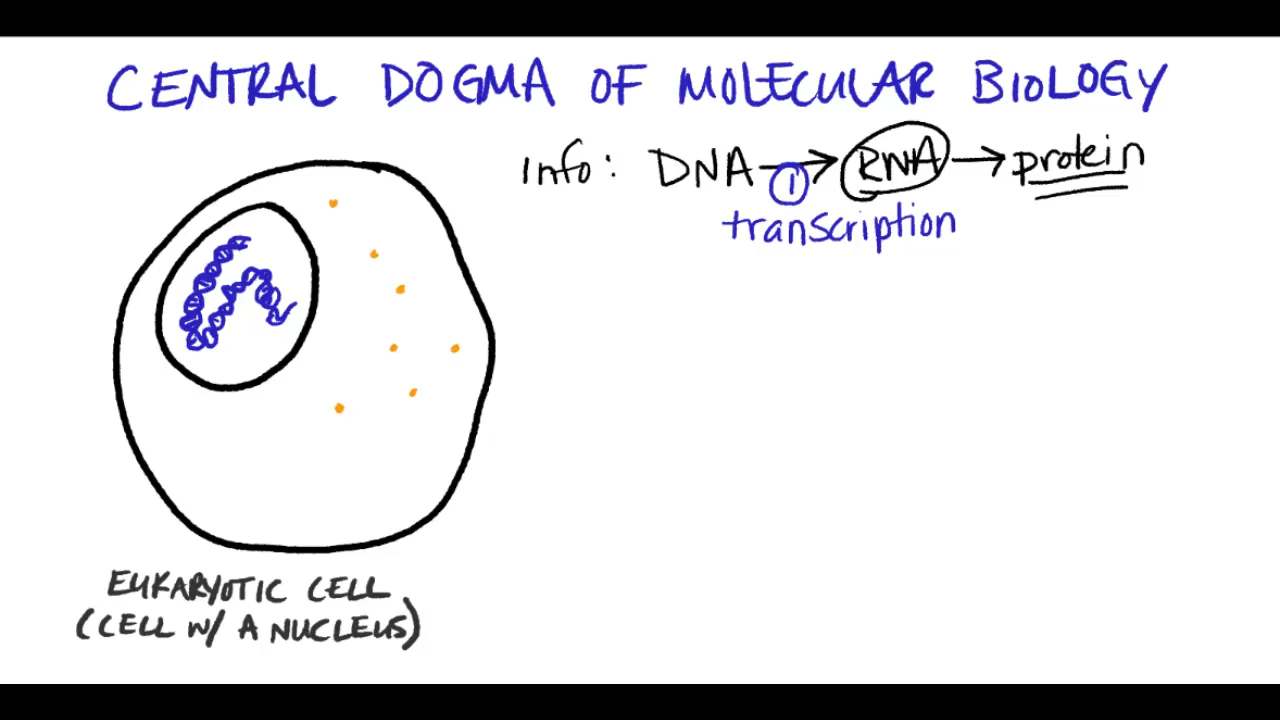 CENTRAL DOGMA OF MOLECULAR BIOLOGY
Info: DNA → RNA → protein
1
transcription
EUKARYOTIC CELL
(CELL W/ A NUCLEUS)